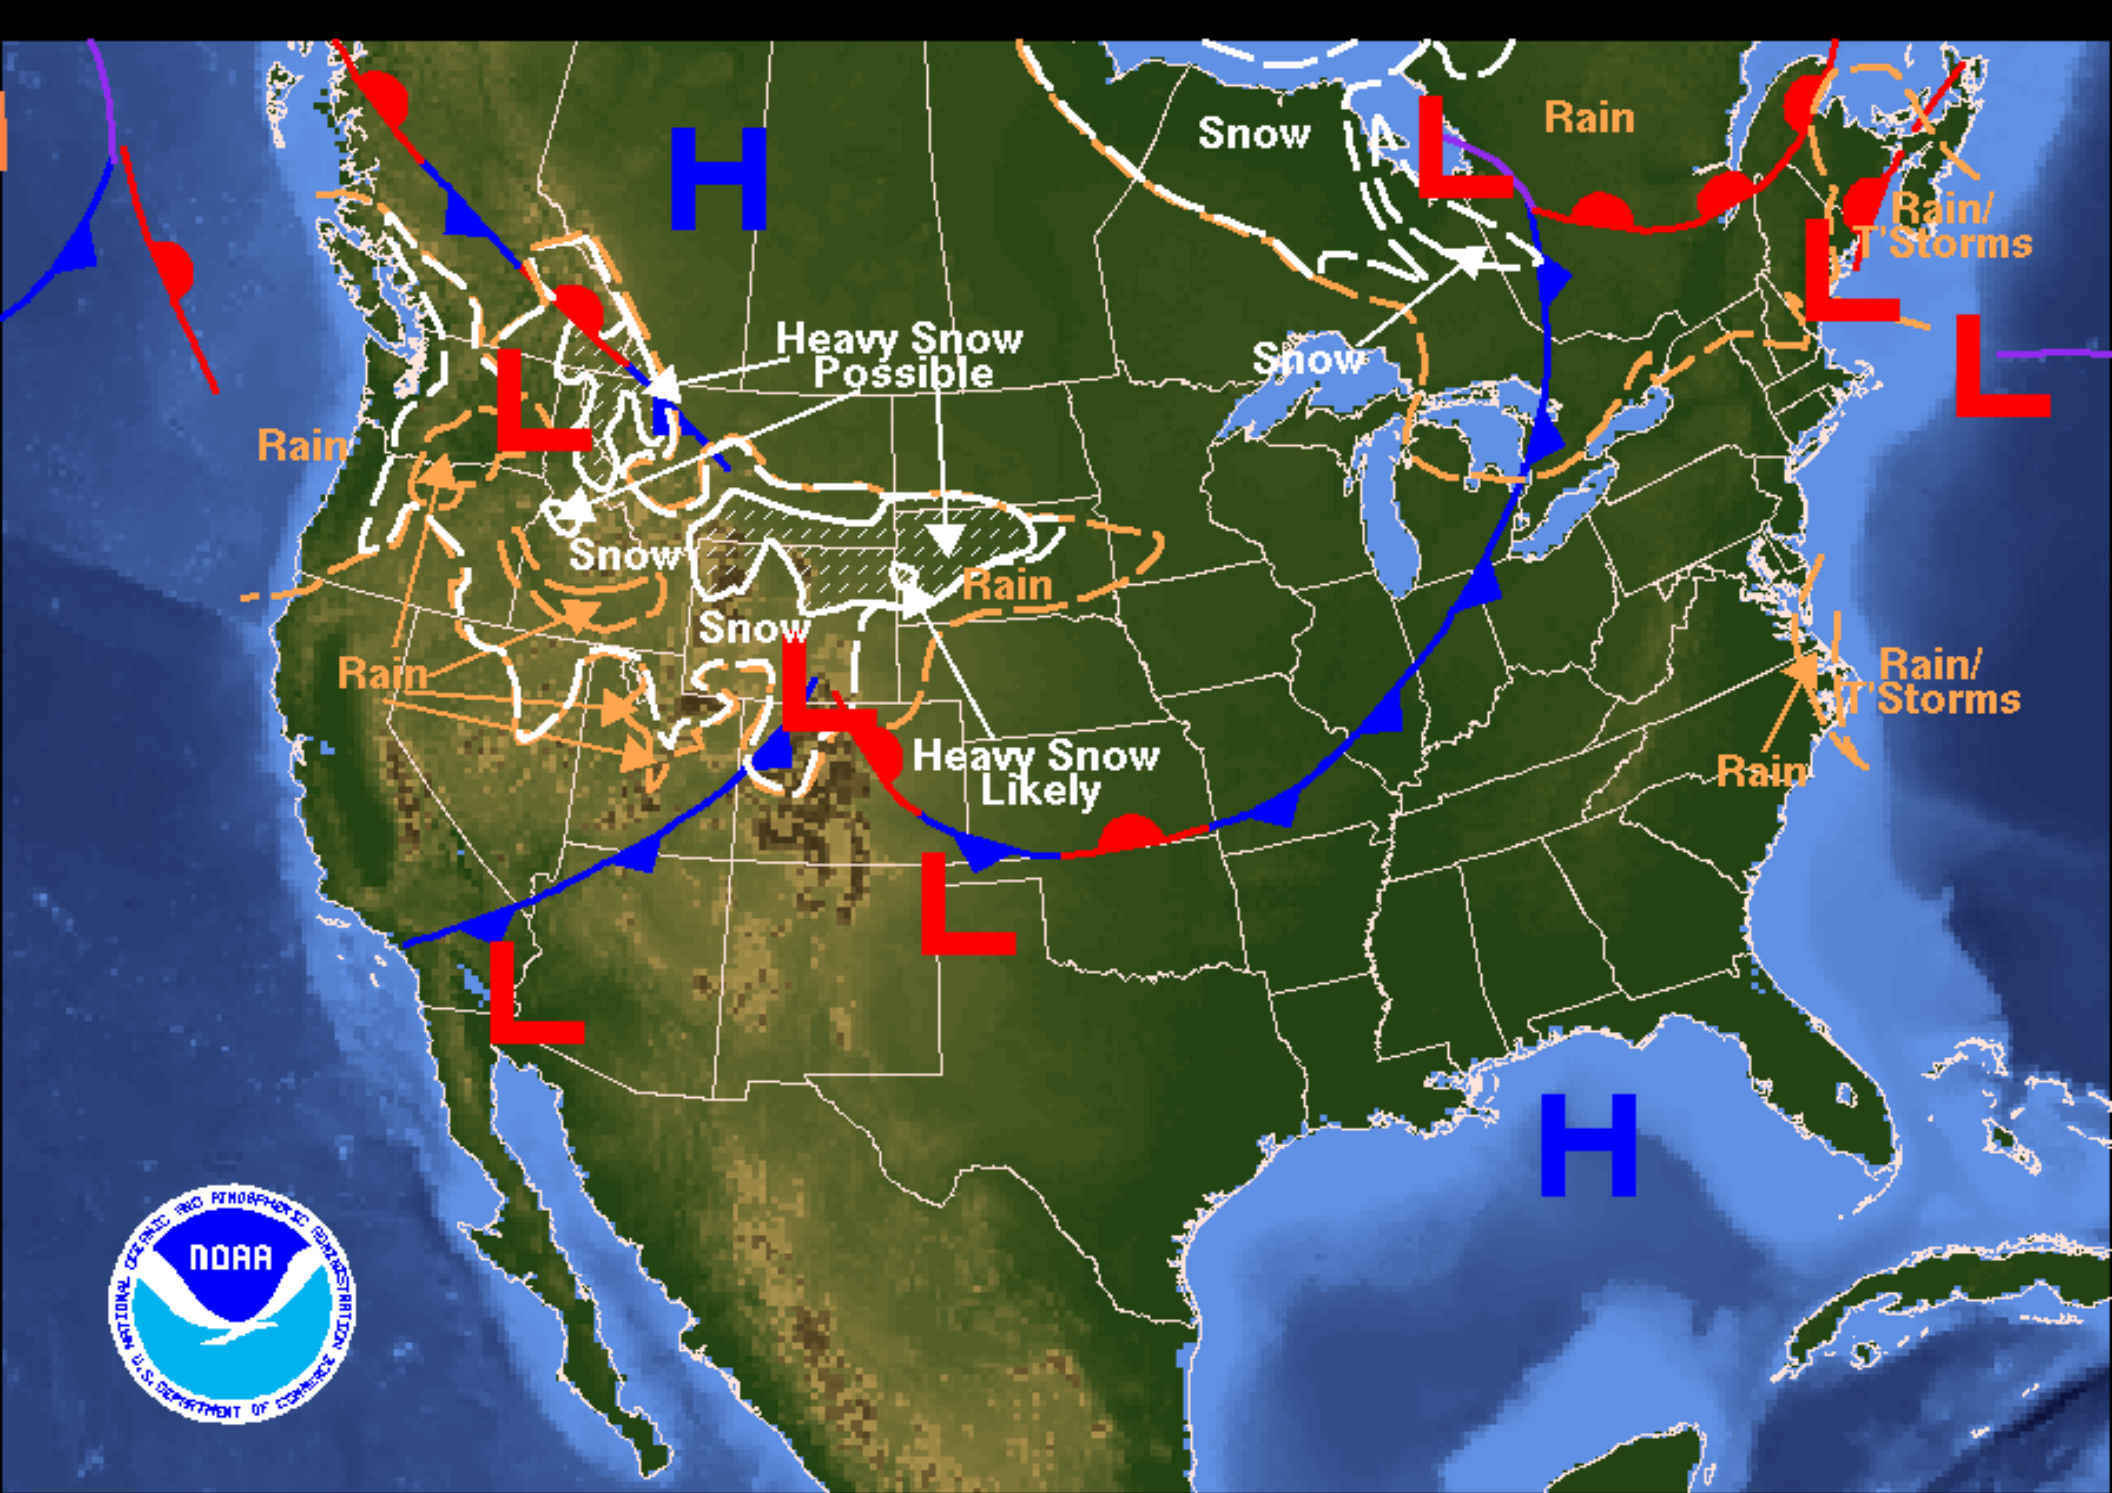 H
Snow
L
Rain
Rain/
T'Storms
L
Heavy Snow
Possible
Snow
L
L
Rain
Snow
Rain
Snow
L
Rain
Rain/
T'Storms
Heavy Snow
Likely
Rain
L
L
H
NATIONAL OCEANIC AND ATMOSPHERIC ADMINISTRATION
NOAA
U.S. DEPARTMENT OF COMMERCE